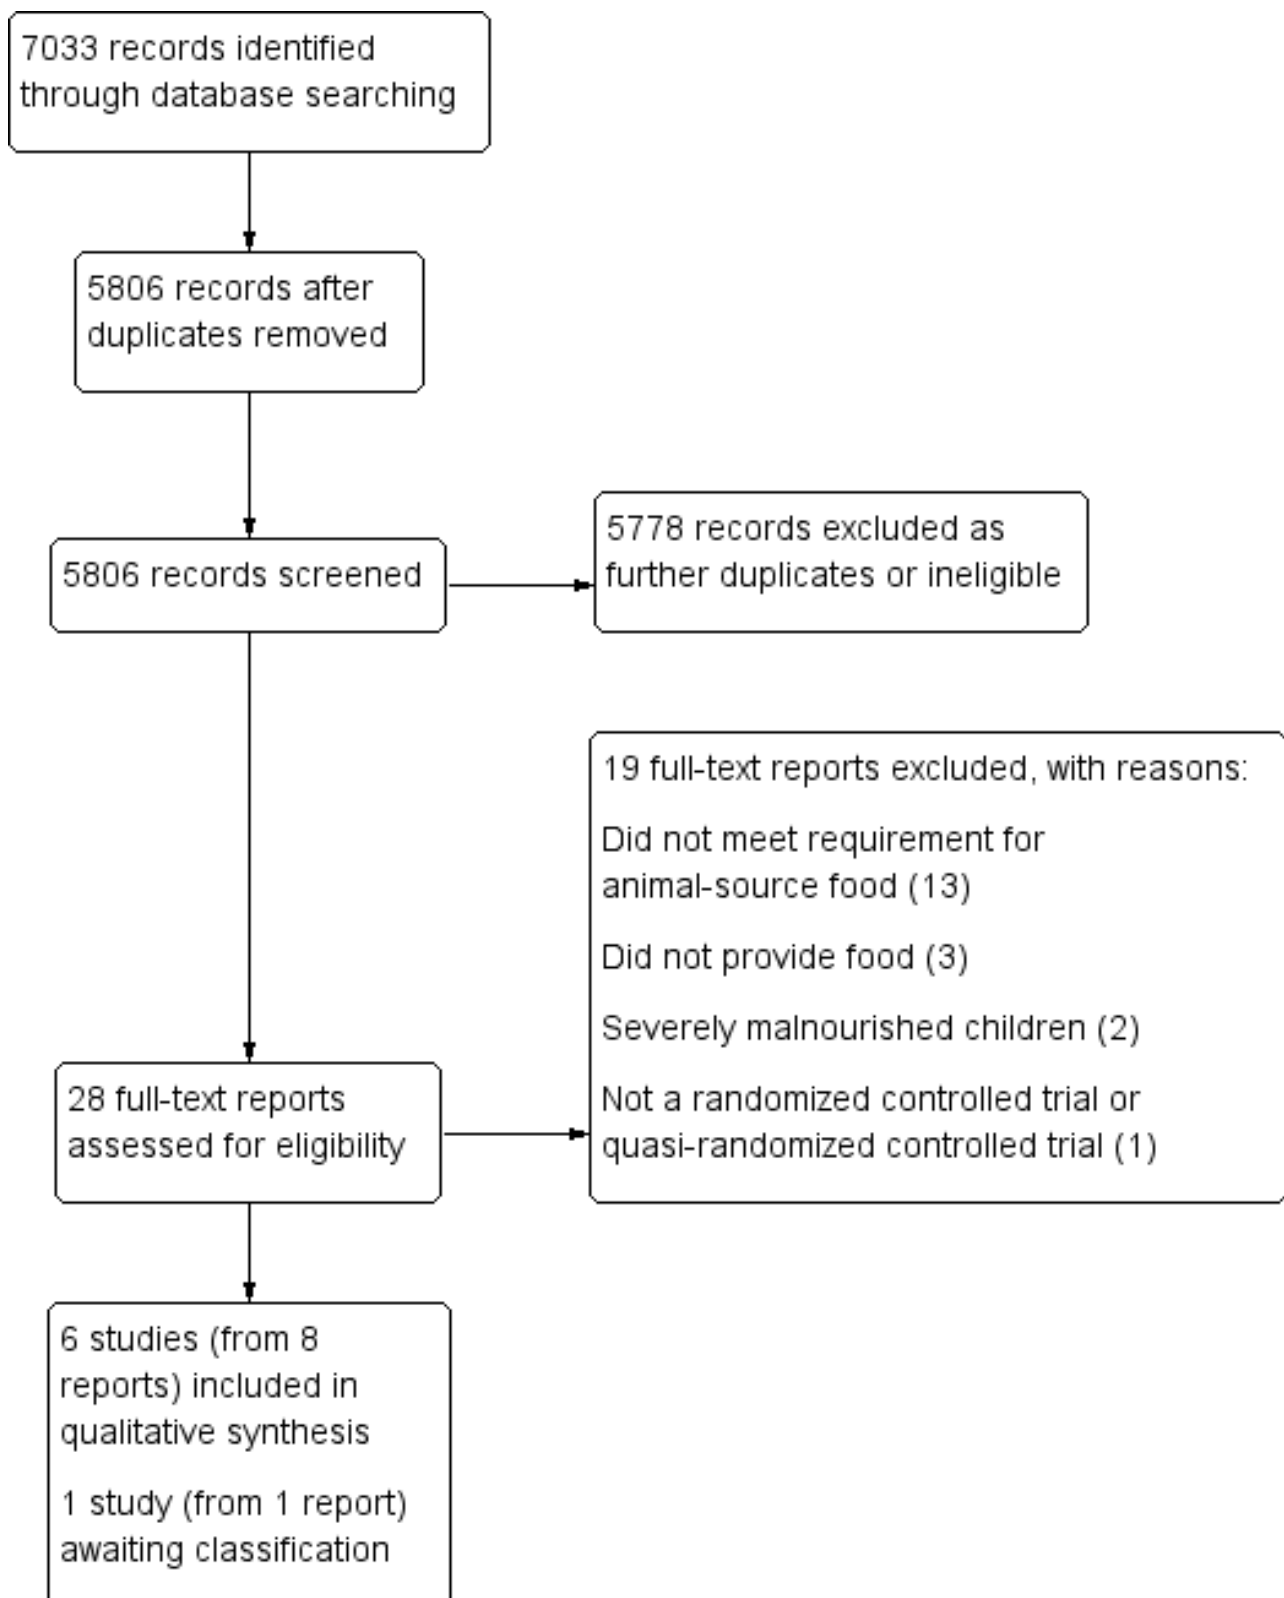 7033 records identified
through database searching
5806 records after
duplicates removed
5806 records screened
5778 records excluded as
further duplicates or ineligible
19 full-text reports excluded, with reasons:
Did not meet requirement for
animal-source food (13)
Did not provide food (3)
Severely malnourished children (2)
Not a randomized controlled trial or
quasi-randomized controlled trial (1)
28 full-text reports
assessed for eligibility
6 studies (from 8
reports) included in
qualitative synthesis
1 study (from 1 report)
awaiting classification